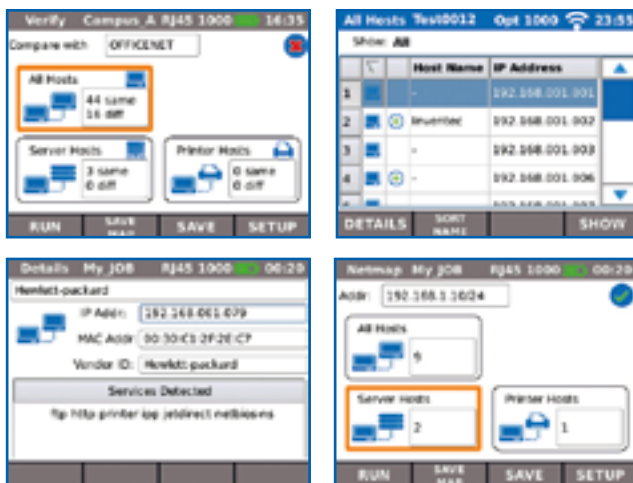 Verify Campus_A RJ45 1000 16:35
Compare with OFFICENET
All Hosts
44 same
16 diff
Server Hosts
3 same
0 diff
Printer Hosts
0 same
0 diff
RUN SAVE MAP SAVE SETUP
All Hosts Test0012 Opt 1000 23:55
Show: All
Host Name IP Address
1 - 192.168.001.001
2 Inventec 192.168.001.002
3 - 192.168.001.003
4 - 192.168.001.006
DETAILS SORT NAME SHOW
Details My JOB RJ45 1000 00:20
Hewlett-packard
IP Addr: 192.168.001.079
MAC Addr: 00:30:C1:2F:2E:C7
Vendor ID: Hewlett-packard
Services Detected
ftp http printer ipp jetdirect netbios-ns
Netmap My JOB RJ45 1000 00:20
Addr: 192.168.1.10/24
All Hosts
9
Server Hosts
2
Printer Hosts
1
RUN SAVE MAP SAVE SETUP